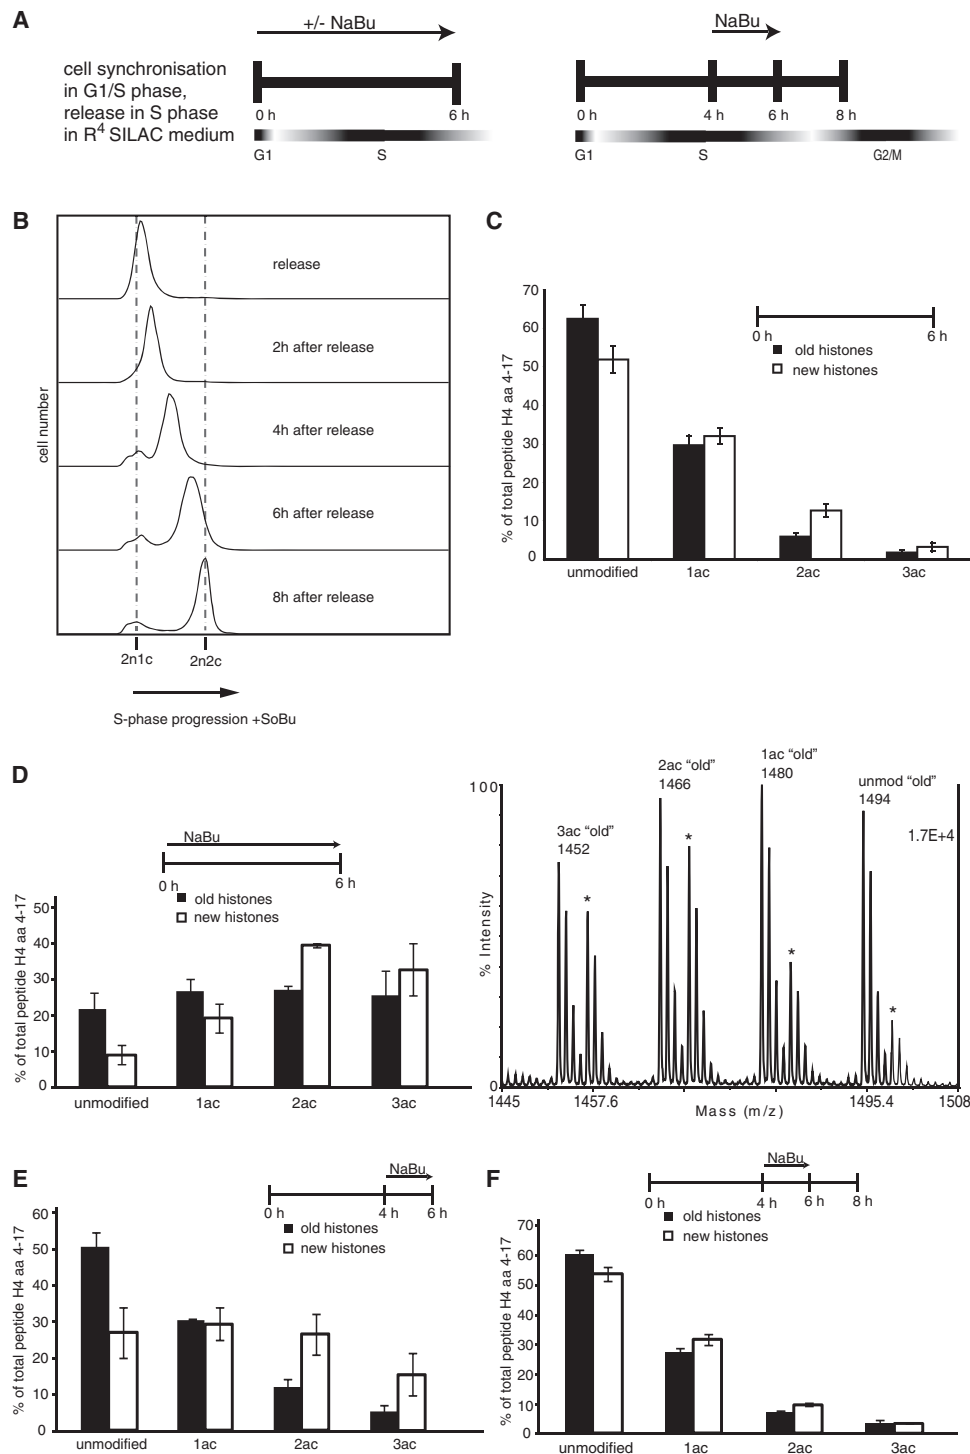 A
+/- NaBu
NaBu
cell synchronisation
in G1/S phase,
release in S phase
in R⁴ SILAC medium
0 h
6 h
0 h
4 h
6 h
8 h
G1
S
G1
S
G2/M
B
release
2h after release
4h after release
6h after release
8h after release
cell number
2n1c
2n2c
S-phase progression +SoBu
C
% of total peptide H4 aa 4-17
70
60
50
40
30
20
10
0
0 h
6 h
old histones
new histones
unmodified
1ac
2ac
3ac
D
NaBu
0 h
6 h
old histones
new histones
% of total peptide H4 aa 4-17
50
40
30
20
10
0
unmodified
1ac
2ac
3ac
% Intensity
100
0
3ac “old”
1452
2ac “old”
1466
1ac “old”
1480
unmod “old”
1494
1.7E+4
*
*
*
*
1445
1457.6
1495.4
1508
Mass (m/z)
E
NaBu
0 h
4 h
6 h
old histones
new histones
% of total peptide H4 aa 4-17
60
50
40
30
20
10
0
unmodified
1ac
2ac
3ac
F
NaBu
0 h
4 h
6 h
8 h
old histones
new histones
% of total peptide H4 aa 4-17
70
60
50
40
30
20
10
0
unmodified
1ac
2ac
3ac